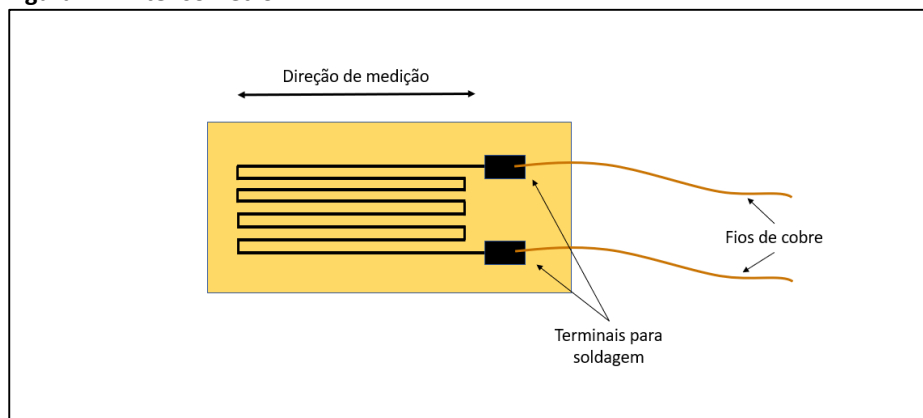 Direção de medição
Fios de cobre
Terminais para
soldagem